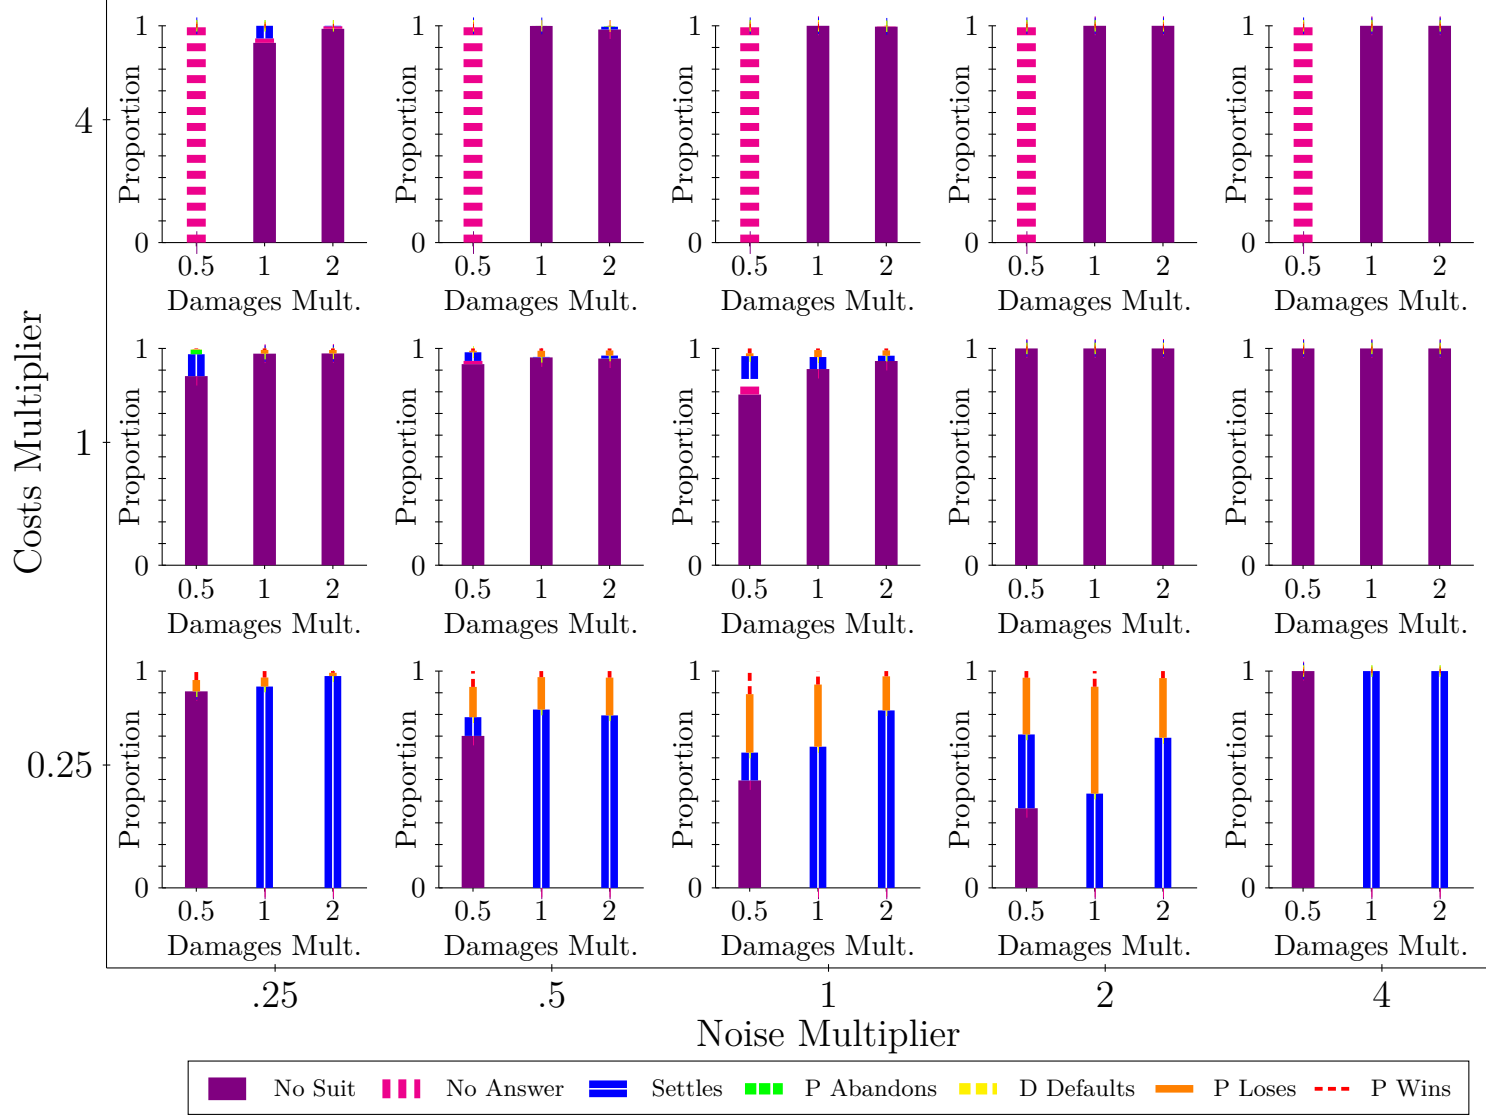 Costs Multiplier
4
1 1 1 1 1
Proportion Proportion Proportion Proportion Proportion
0 0 0 0 0
0.5 1 2 0.5 1 2 0.5 1 2 0.5 1 2 0.5 1 2
Damages Mult. Damages Mult. Damages Mult. Damages Mult. Damages Mult.
1
1 1 1 1 1
Proportion Proportion Proportion Proportion Proportion
0 0 0 0 0
0.5 1 2 0.5 1 2 0.5 1 2 0.5 1 2 0.5 1 2
Damages Mult. Damages Mult. Damages Mult. Damages Mult. Damages Mult.
0.25
1 1 1 1 1
Proportion Proportion Proportion Proportion Proportion
0 0 0 0 0
0.5 1 2 0.5 1 2 0.5 1 2 0.5 1 2 0.5 1 2
Damages Mult. Damages Mult. Damages Mult. Damages Mult. Damages Mult.
.25 .5 1 2 4
Noise Multiplier
No Suit No Answer Settles P Abandons D Defaults P Loses P Wins